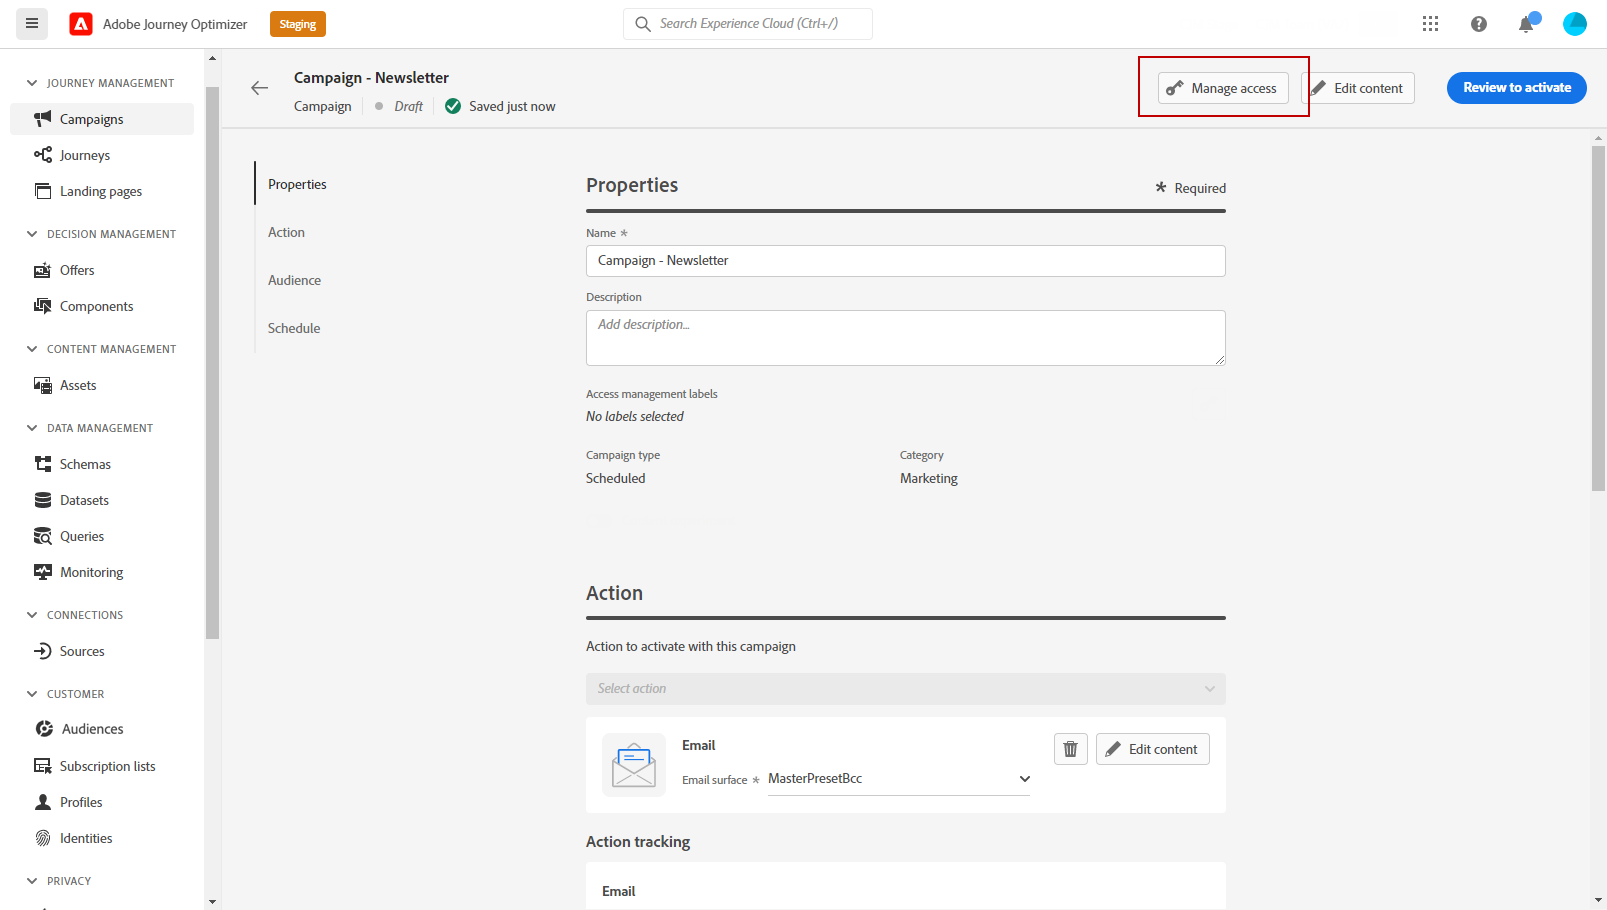 Adobe Journey Optimizer
Staging
Search Experience Cloud (Ctrl+/)
JOURNEY MANAGEMENT
Campaigns
Journeys
Landing pages
DECISION MANAGEMENT
Offers
Components
CONTENT MANAGEMENT
Assets
DATA MANAGEMENT
Schemas
Datasets
Queries
Monitoring
CONNECTIONS
Sources
CUSTOMER
Audiences
Subscription lists
Profiles
Identities
PRIVACY
Campaign - Newsletter
Campaign Draft Saved just now
Manage access
Edit content
Review to activate
Properties
Action
Audience
Schedule
Properties
* Required
Name *
Campaign - Newsletter
Description
Add description...
Access management labels
No labels selected
Campaign type
Scheduled
Category
Marketing
Action
Action to activate with this campaign
Select action
Email
Email surface * MasterPresetBcc
Edit content
Action tracking
Email